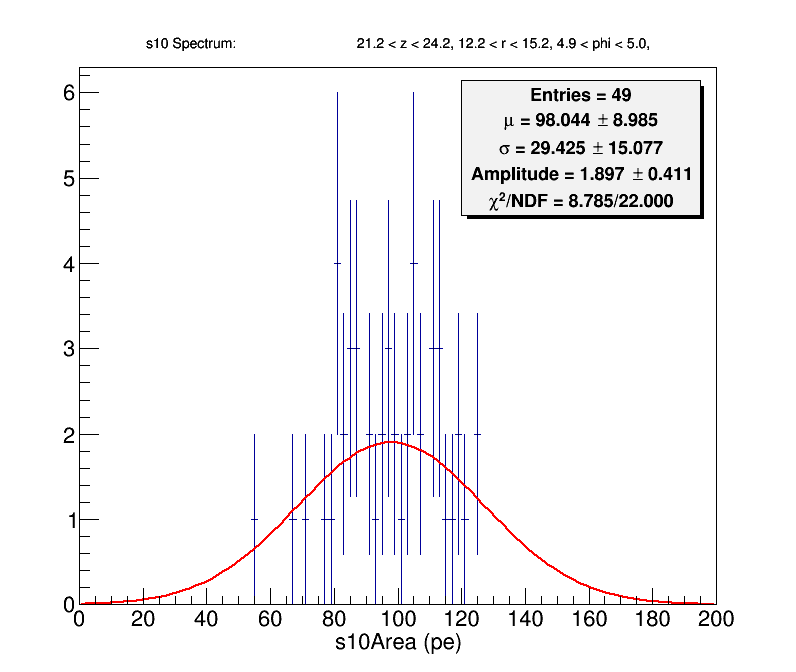 s10 Spectrum: 21.2 < z < 24.2, 12.2 < r < 15.2, 4.9 < phi < 5.0,
Entries = 49
μ = 98.044 ± 8.985
σ = 29.425 ± 15.077
Amplitude = 1.897 ± 0.411
χ²/NDF = 8.785/22.000
6
5
4
3
2
1
0
0 20 40 60 80 100 120 140 160 180 200
s10Area (pe)